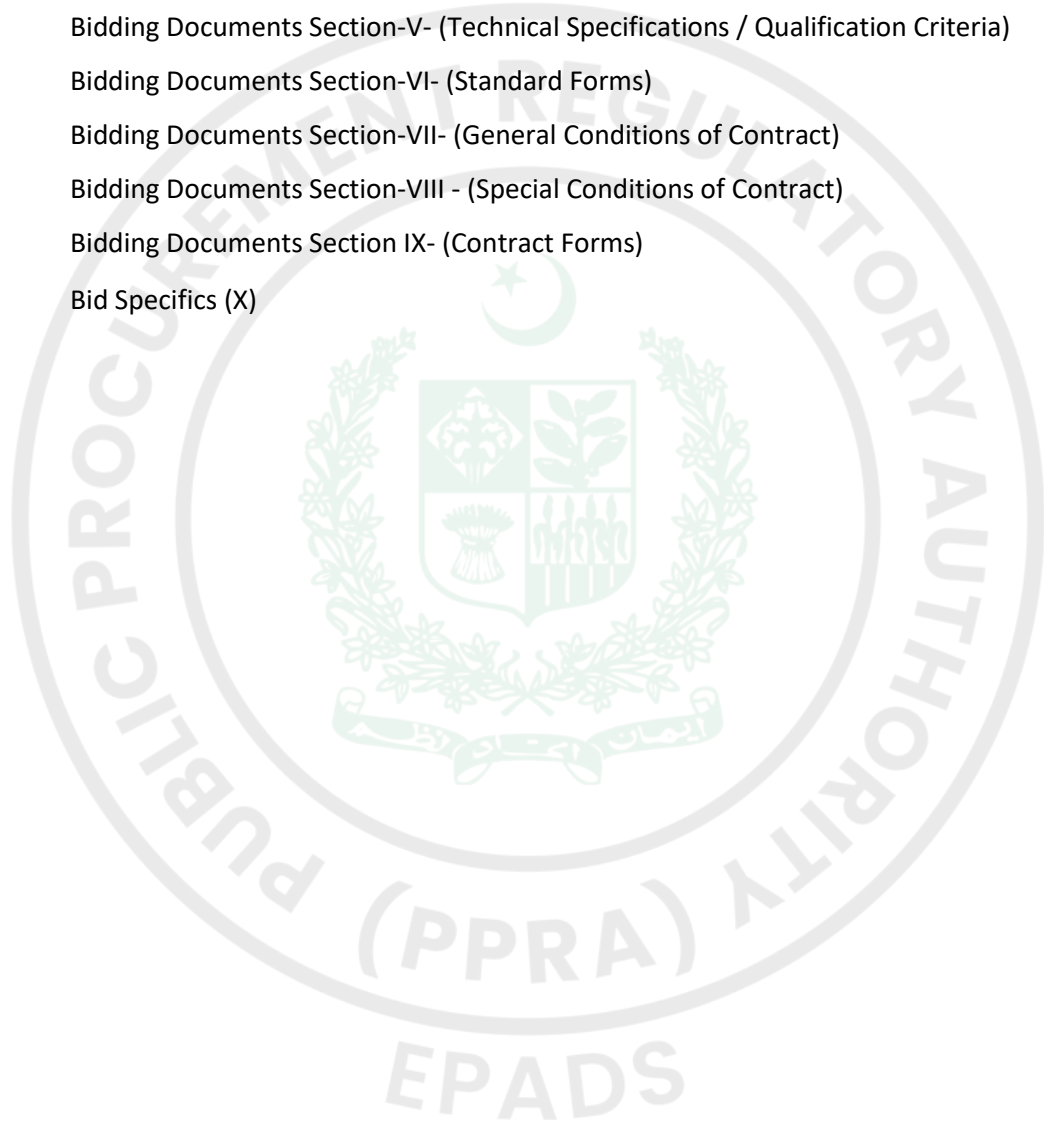 Bidding Documents Section-V- (Technical Specifications / Qualification Criteria)
Bidding Documents Section-VI- (Standard Forms)
Bidding Documents Section-VII- (General Conditions of Contract)
Bidding Documents Section-VIII - (Special Conditions of Contract)
Bidding Documents Section IX- (Contract Forms)
Bid Specifics (X)
PUBLIC PROCUREMENT REGULATORY AUTHORITY
(PPRA)
EPADS